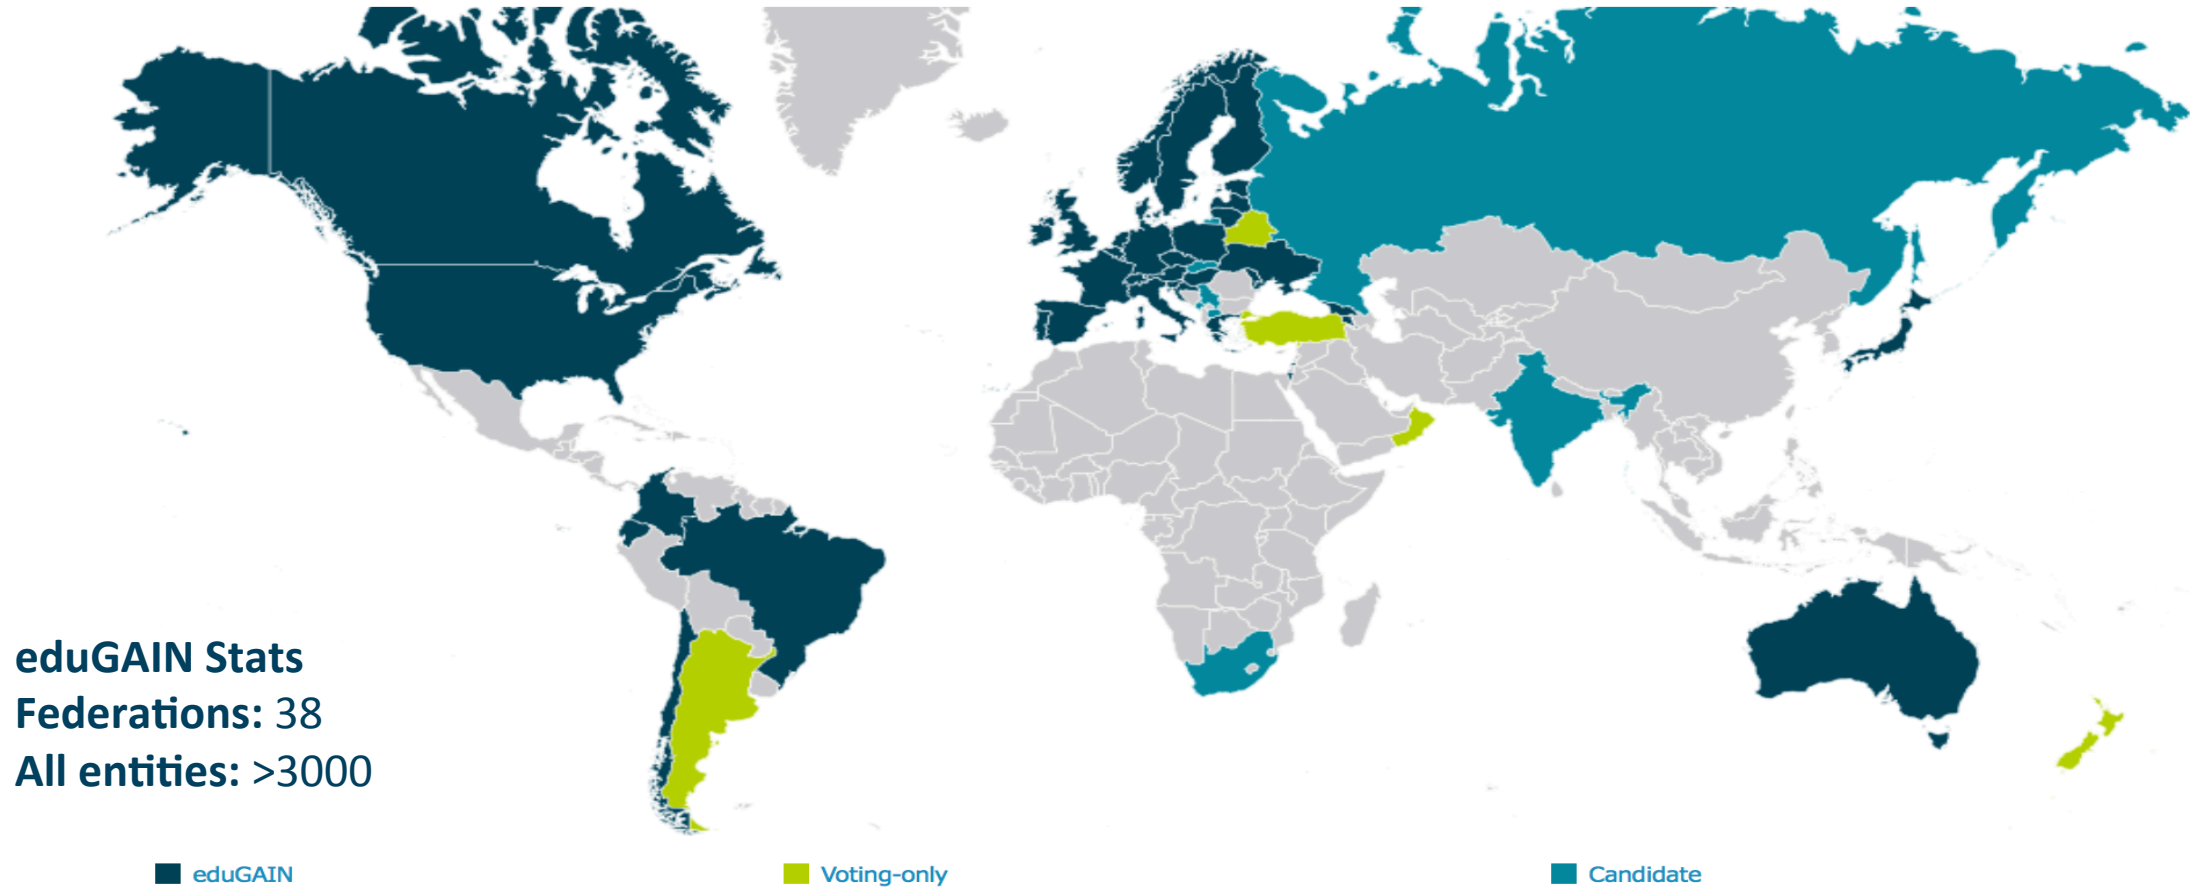 eduGAIN Stats
Federations: 38
All entities: >3000
eduGAIN
Voting-only
Candidate